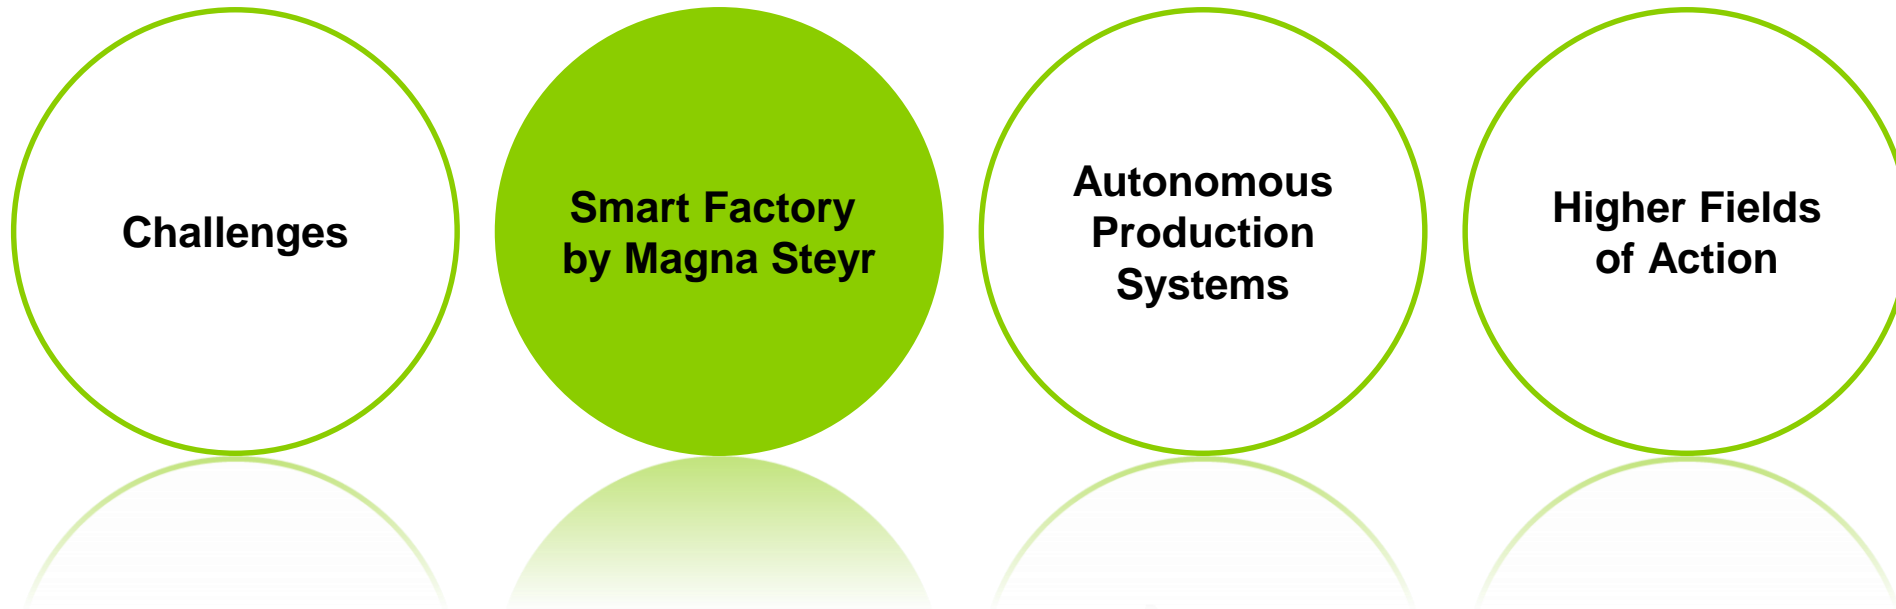 Challenges
Smart Factory
by Magna Steyr
Autonomous
Production
Systems
Higher Fields
of Action